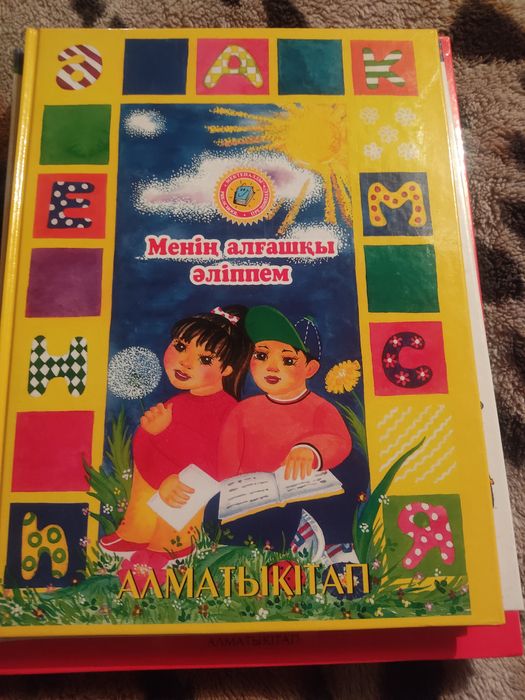 Ә А К
Е М
Менің алғашқы
әліппем
Н С
Һ Я
АЛМАТЫКІТАП
АЛМАТЫКІТАП